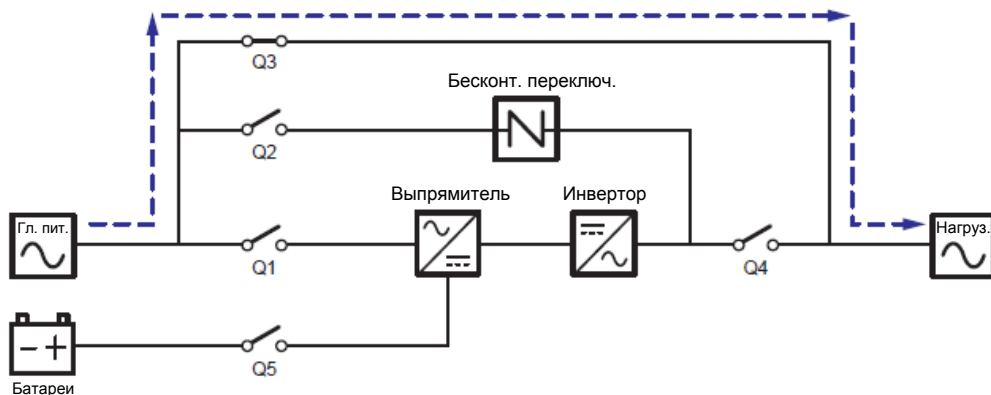 Q3
Бесконт. переключ.
Q2
Выпрямитель
Инвертор
Гл. пит.
Нагруз.
Q1
Q4
Q5
Батареи